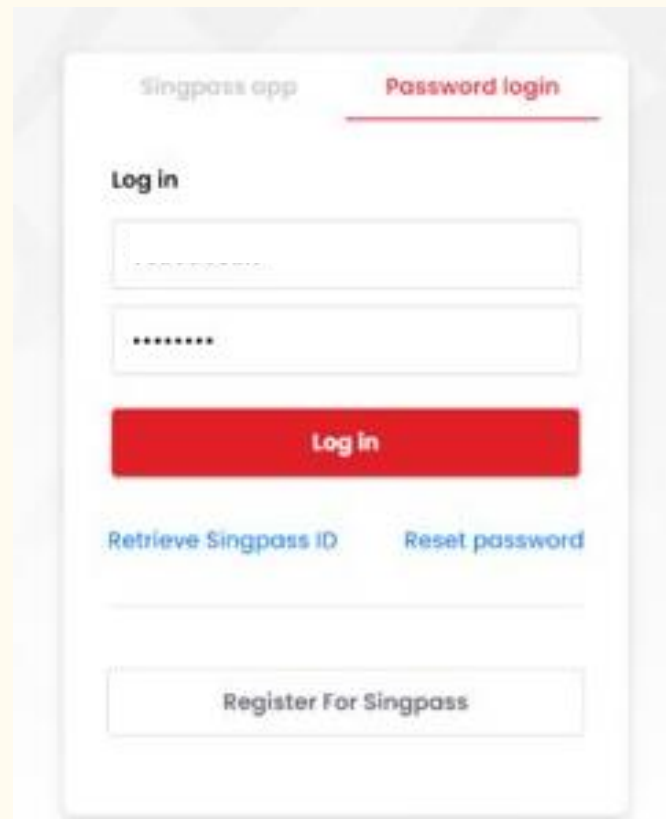 Singpass app Password login
Log in
••••••••
Log in
Retrieve Singpass ID Reset password
Register For Singpass